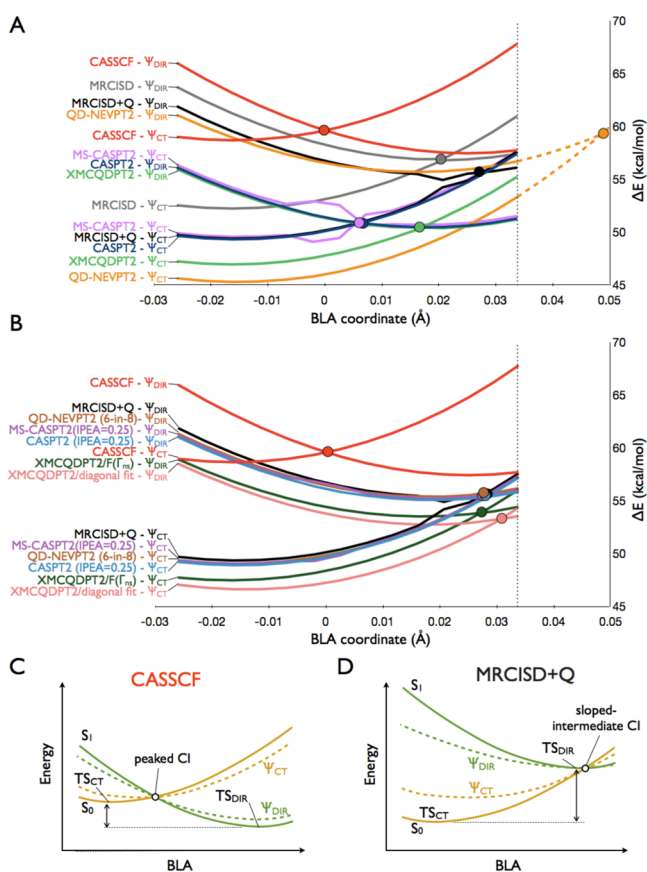 A
CASSCF - ΨDIR
MRCISD - ΨDIR
MRCISD+Q - ΨDIR
QD-NEVPT2 - ΨDIR
CASSCF - ΨCT
MS-CASPT2 - ΨDIR
CASPT2 - ΨDIR
XMCQDPT2 - ΨDIR
MRCISD - ΨCT
MS-CASPT2 - ΨCT
MRCISD+Q - ΨCT
CASPT2 - ΨCT
XMCQDPT2 - ΨCT
QD-NEVPT2 - ΨCT
70
65
60
55
50
45
ΔE (kcal/mol)
-0.03 -0.02 -0.01 0 0.01 0.02 0.03 0.04 0.05
BLA coordinate (Å)
B
CASSCF - ΨDIR
MRCISD+Q - ΨDIR
QD-NEVPT2 (6-in-8) - ΨDIR
MS-CASPT2(IPEA=0.25) - ΨDIR
CASPT2 (IPEA=0.25) - ΨDIR
CASSCF - ΨCT
XMCQDPT2/F(Γns) - ΨDIR
XMCQDPT2/diagonal fit - ΨDIR
MRCISD+Q - ΨCT
MS-CASPT2(IPEA=0.25) - ΨCT
QD-NEVPT2 (6-in-8) - ΨCT
CASPT2 (IPEA=0.25) - ΨCT
XMCQDPT2/F(Γns) - ΨCT
XMCQDPT2/diagonal fit - ΨCT
70
65
60
55
50
45
ΔE (kcal/mol)
-0.03 -0.02 -0.01 0 0.01 0.02 0.03 0.04 0.05
BLA coordinate (Å)
C
CASSCF
Energy
S1
peaked CI
ΨCT
TSCT
S0
TSDIR
ΨDIR
BLA
D
MRCISD+Q
Energy
S1
sloped-
intermediate CI
TSDIR
ΨDIR
ΨCT
TSCT
S0
BLA